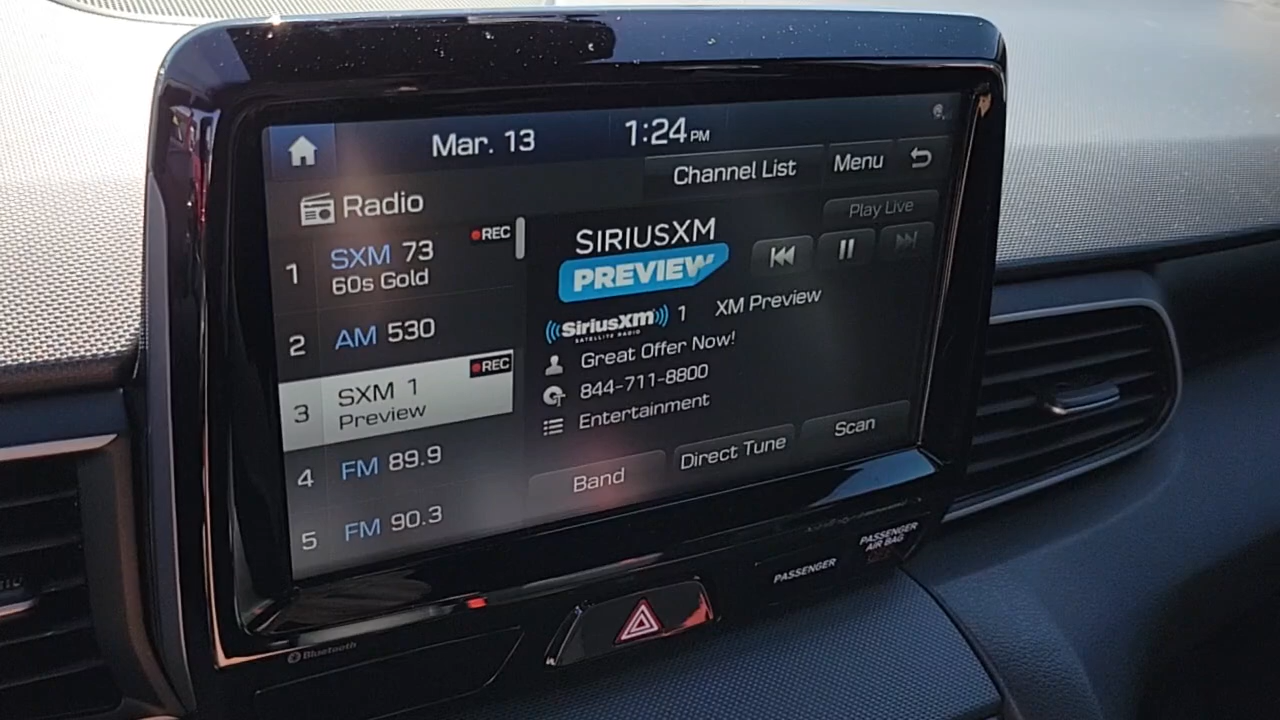 Mar. 13
1:24 PM
Channel List
Menu
Radio
Play Live
1
SXM 73
60s Gold
REC
2
AM 530
3
SXM 1
Preview
REC
4
FM 89.9
5
FM 90.3
SIRIUSXM
PREVIEW
SiriusXM
SATELLITE RADIO
1
XM Preview
Great Offer Now!
844-711-8800
Entertainment
Band
Direct Tune
Scan
PASSENGER
PASSENGER
AIR BAG
Bluetooth